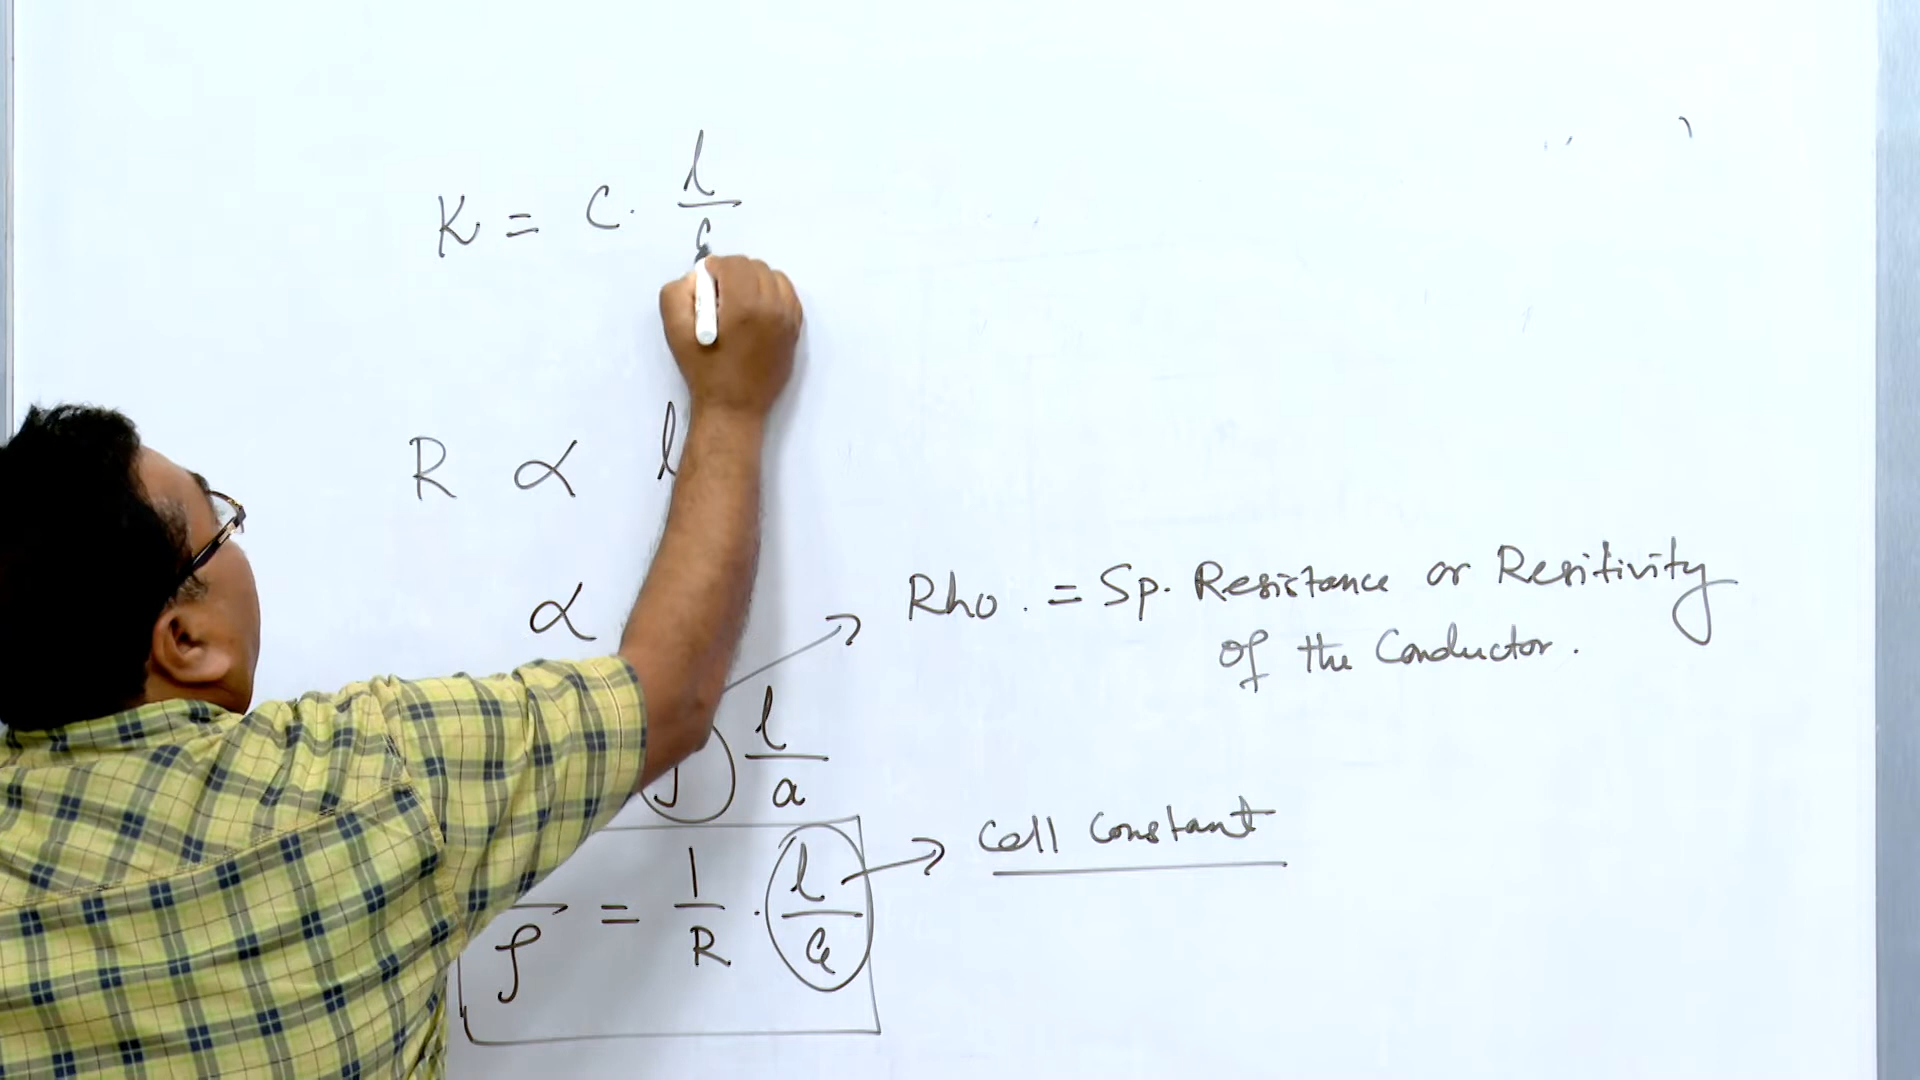 K = C. l/a
R ∝ l
∝
Rho. = Sp. Resistance or Resitivity
of the Conductor.
l/a
Cell Constant
ρ = 1/R . l/a